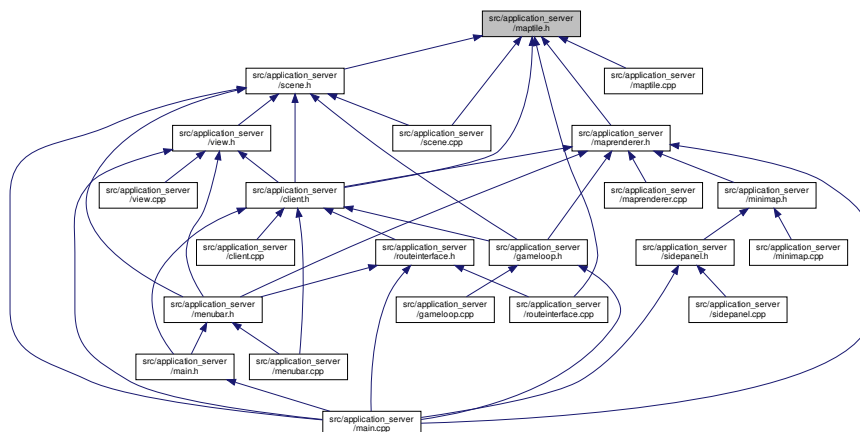 src/application_server
/maptile.h
src/application_server
/scene.h
src/application_server
/maptile.cpp
src/application_server
/view.h
src/application_server
/scene.cpp
src/application_server
/maprenderer.h
src/application_server
/view.cpp
src/application_server
/client.h
src/application_server
/maprenderer.cpp
src/application_server
/minimap.h
src/application_server
/client.cpp
src/application_server
/routeinterface.h
src/application_server
/gameloop.h
src/application_server
/sidepanel.h
src/application_server
/minimap.cpp
src/application_server
/menubar.h
src/application_server
/gameloop.cpp
src/application_server
/routeinterface.cpp
src/application_server
/sidepanel.cpp
src/application_server
/main.h
src/application_server
/menubar.cpp
src/application_server
/main.cpp